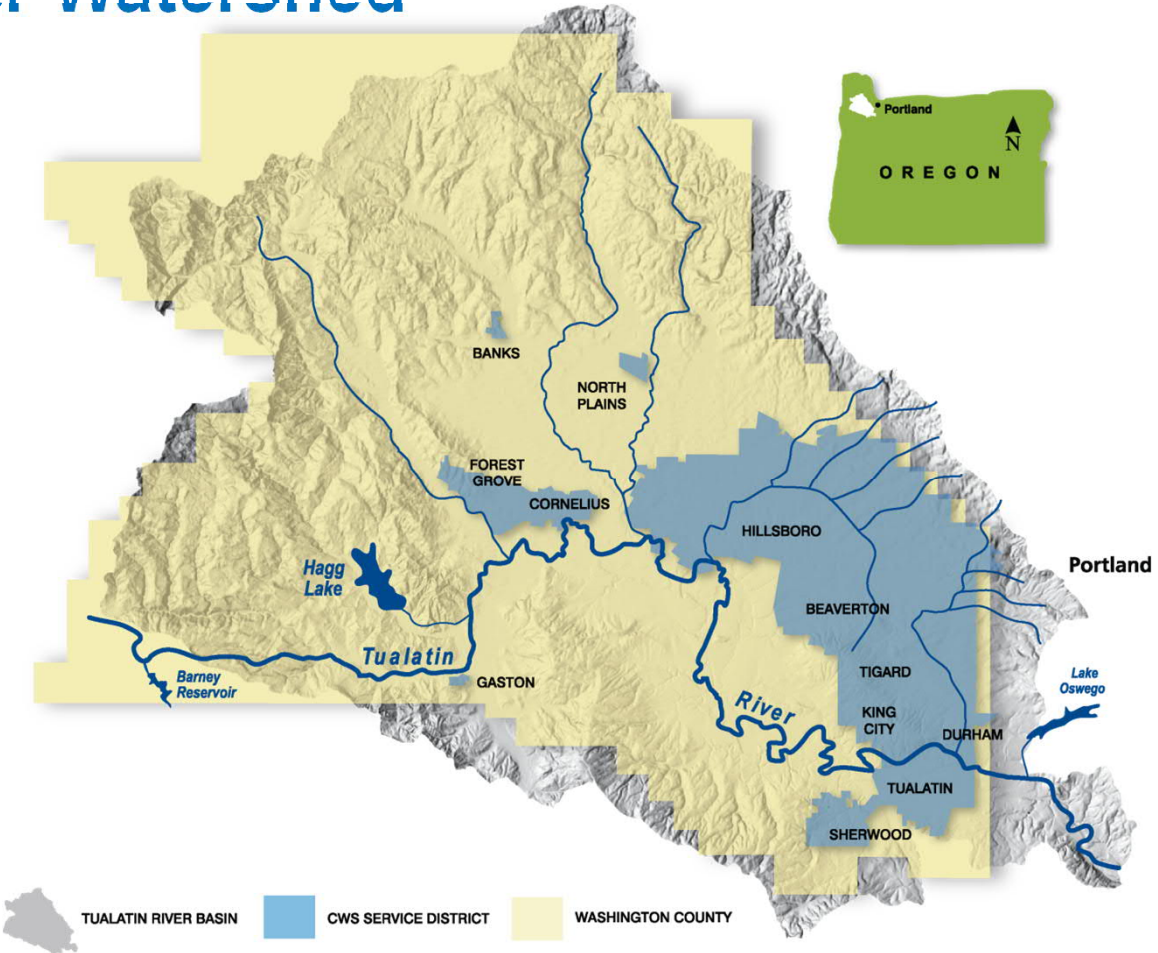 er Watershed
Portland
N
OREGON
BANKS
NORTH
PLAINS
FOREST
GROVE
CORNELIUS
HILLSBORO
Hagg
Lake
Portland
BEAVERTON
Tualatin
TIGARD
Barney
Reservoir
GASTON
Lake
Oswego
River
KING
CITY
DURHAM
TUALATIN
SHERWOOD
TUALATIN RIVER BASIN
CWS SERVICE DISTRICT
WASHINGTON COUNTY